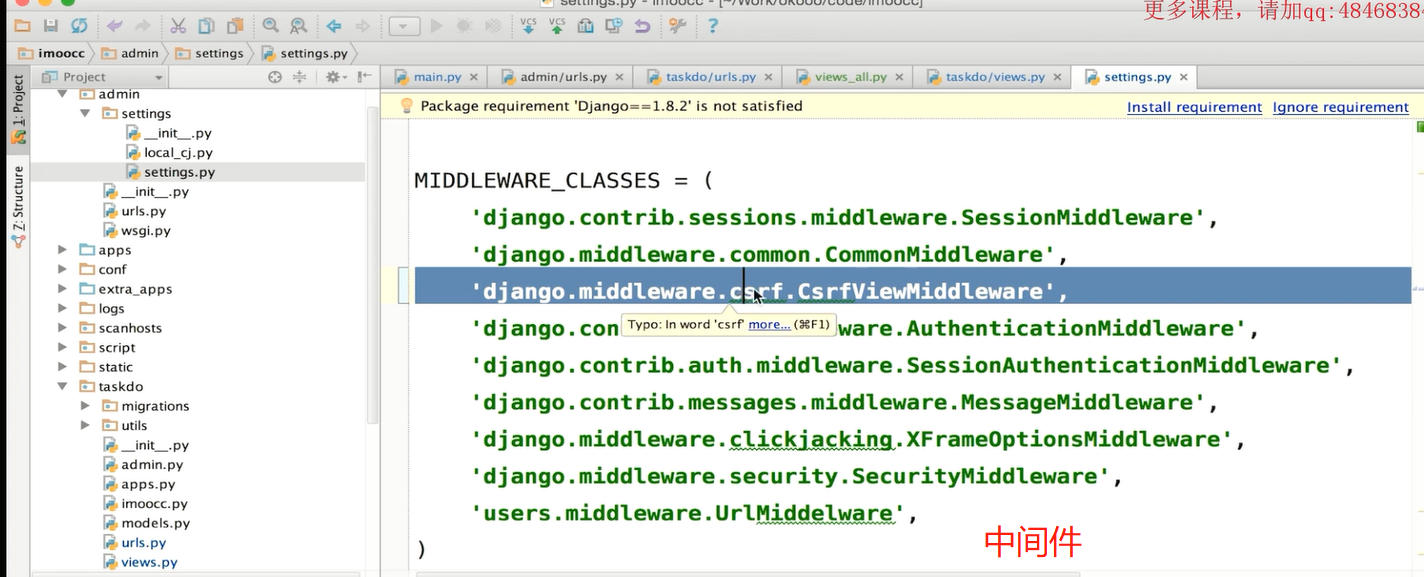 settings.py - imoocc - [~/Work/okooo/code/imoocc]
更多课程，请加qq:48468384
imoocc admin settings settings.py
Project
main.py admin/urls.py taskdo/urls.py views_all.py taskdo/views.py settings.py
1: Project
Z: Structure
admin
settings
__init__.py
local_cj.py
settings.py
__init__.py
urls.py
wsgi.py
apps
conf
extra_apps
logs
scanhosts
script
static
taskdo
migrations
utils
__init__.py
admin.py
apps.py
imoocc.py
models.py
urls.py
views.py
Package requirement 'Django==1.8.2' is not satisfied
Install requirement Ignore requirement
MIDDLEWARE_CLASSES = (
'django.contrib.sessions.middleware.SessionMiddleware',
'django.middleware.common.CommonMiddleware',
'django.middleware.csrf.CsrfViewMiddleware',
Typo: In word 'csrf' more... (⌘F1)
'django.con ware.AuthenticationMiddleware',
'django.contrib.auth.middleware.SessionAuthenticationMiddleware',
'django.contrib.messages.middleware.MessageMiddleware',
'django.middleware.clickjacking.XFrameOptionsMiddleware',
'django.middleware.security.SecurityMiddleware',
'users.middleware.UrlMiddelware',
)
中间件